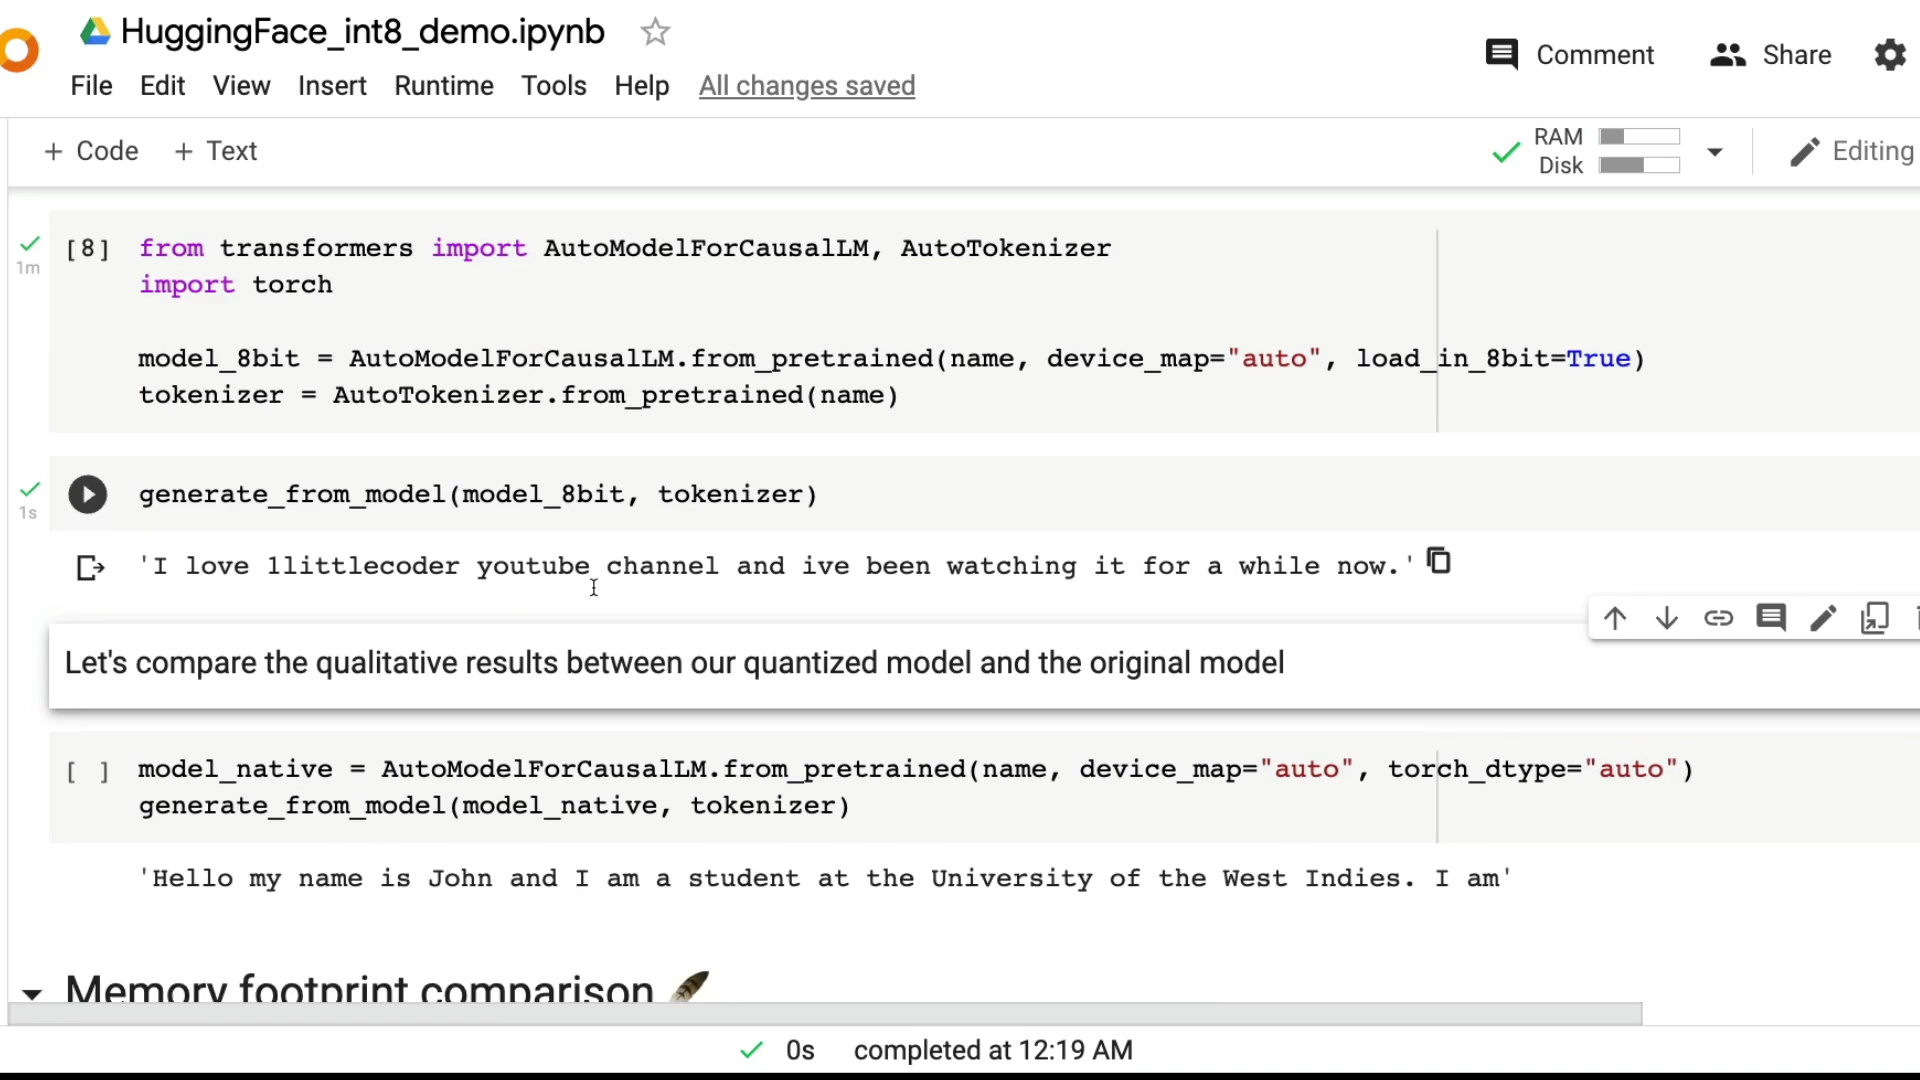 HuggingFace_int8_demo.ipynb
Comment
Share
File Edit View Insert Runtime Tools Help All changes saved
+ Code + Text
RAM
Disk
Editing
1m
[8] from transformers import AutoModelForCausalLM, AutoTokenizer
import torch
model_8bit = AutoModelForCausalLM.from_pretrained(name, device_map="auto", load_in_8bit=True)
tokenizer = AutoTokenizer.from_pretrained(name)
1s
generate_from_model(model_8bit, tokenizer)
'I love 1littlecoder youtube channel and ive been watching it for a while now.'
Let's compare the qualitative results between our quantized model and the original model
[ ] model_native = AutoModelForCausalLM.from_pretrained(name, device_map="auto", torch_dtype="auto")
generate_from_model(model_native, tokenizer)
'Hello my name is John and I am a student at the University of the West Indies. I am'
Memory footprint comparison
0s completed at 12:19 AM